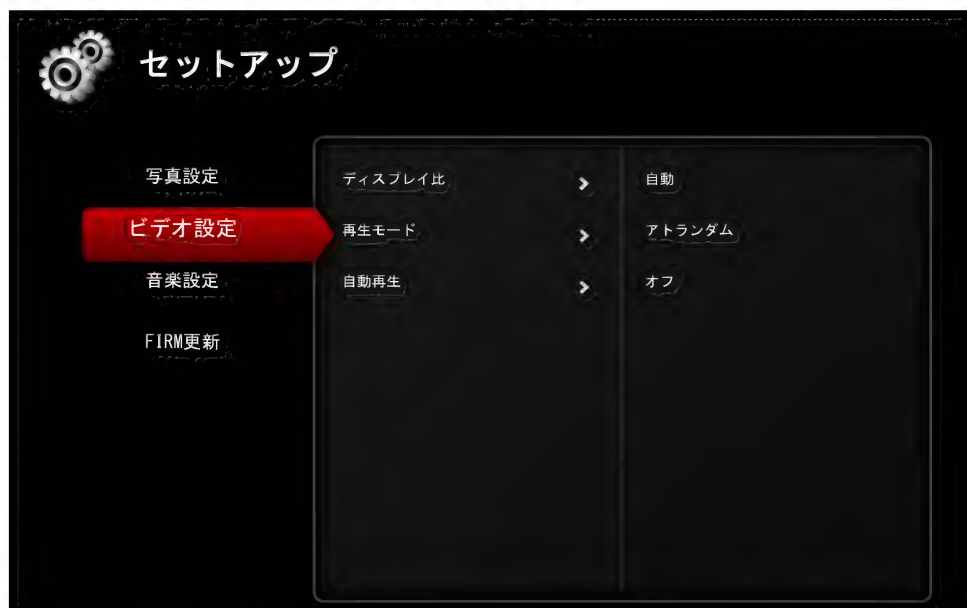 セットアップ
写真設定
ビデオ設定
音楽設定
FIRM更新
ディスプレイ比 自動
再生モード アトランダム
自動再生 オフ